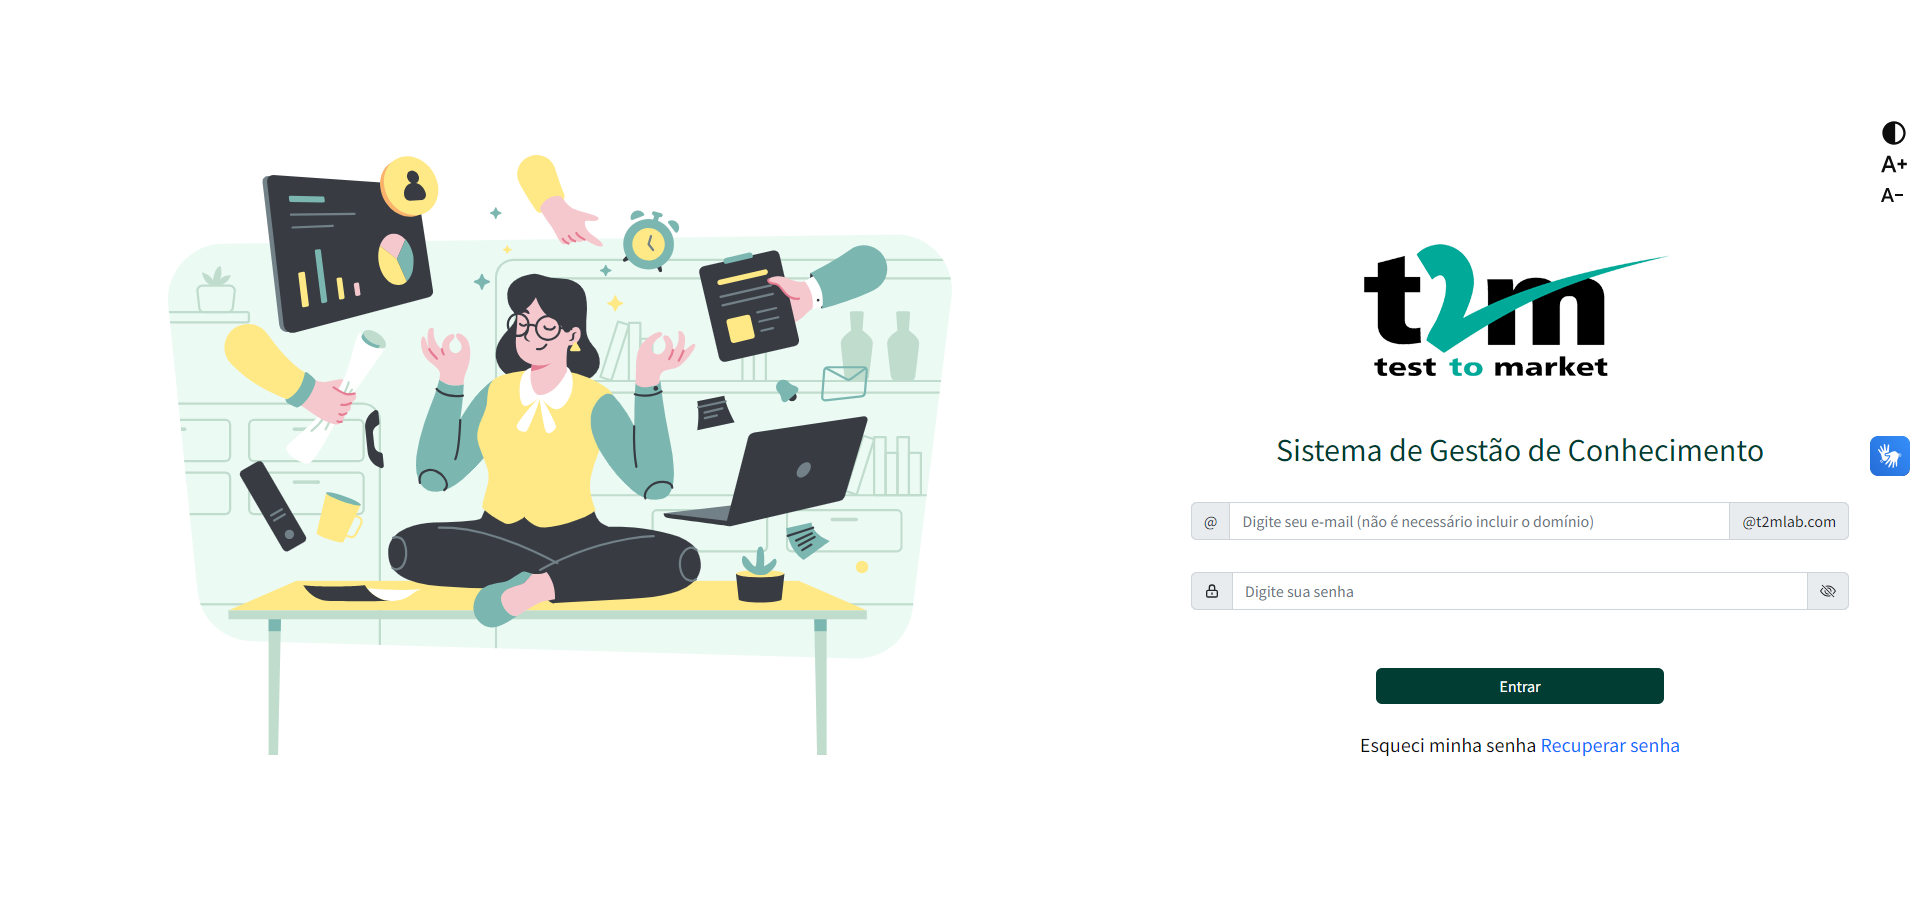 A+
A-
t2m
test to market
Sistema de Gestão de Conhecimento
@ Digite seu e-mail (não é necessário incluir o domínio) @t2mlab.com
Digite sua senha
Entrar
Esqueci minha senha Recuperar senha